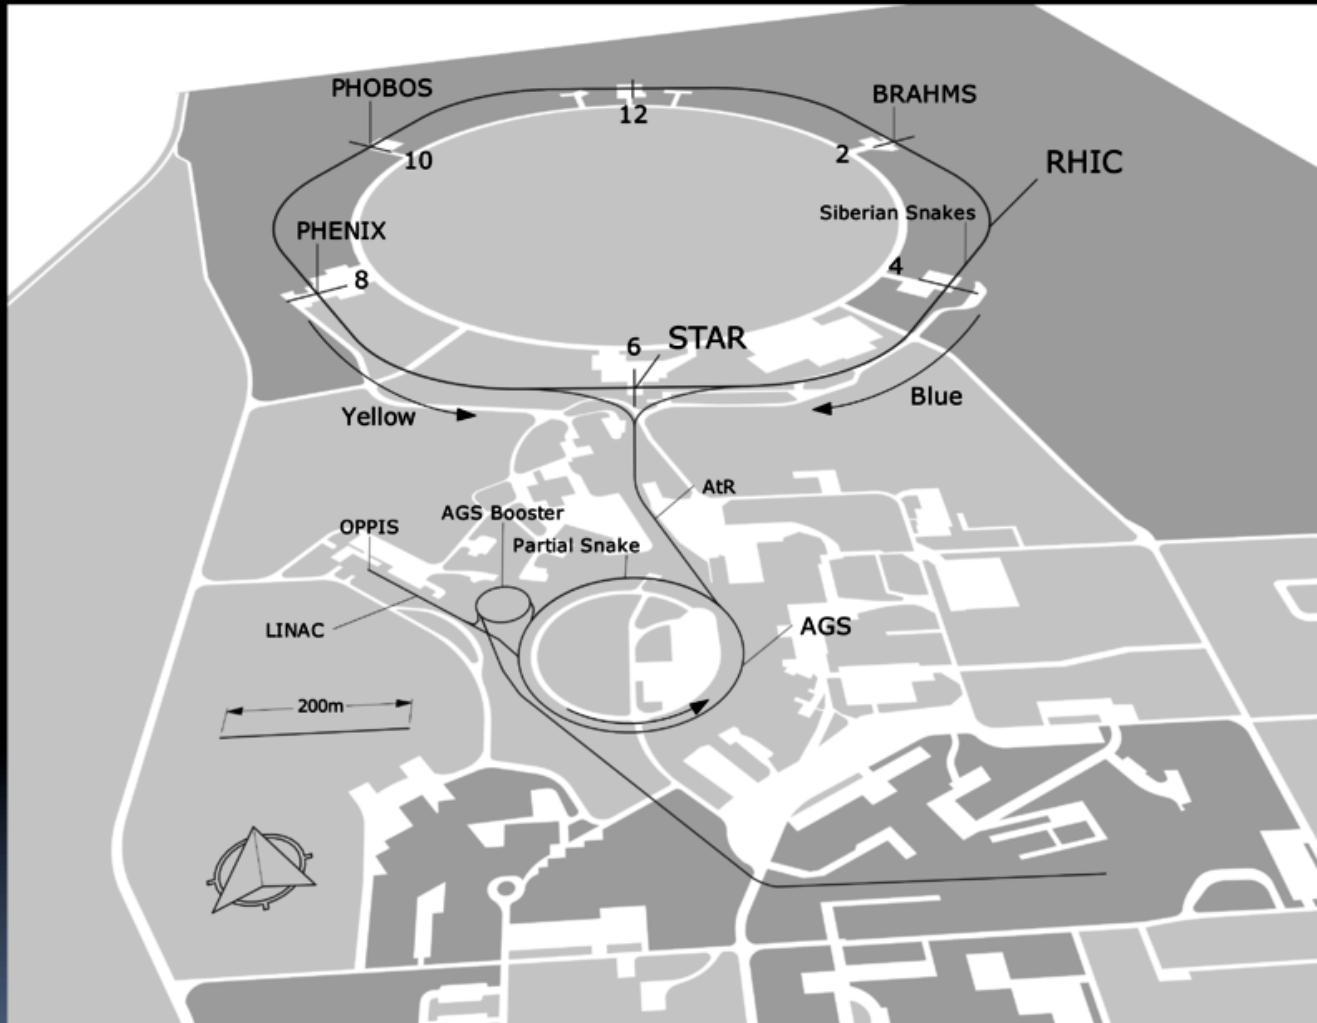 PHOBOS
12
BRAHMS
10
2
RHIC
Siberian Snakes
PHENIX
8
4
6
STAR
Yellow
Blue
AtR
AGS Booster
OPPIS
Partial Snake
LINAC
AGS
200m